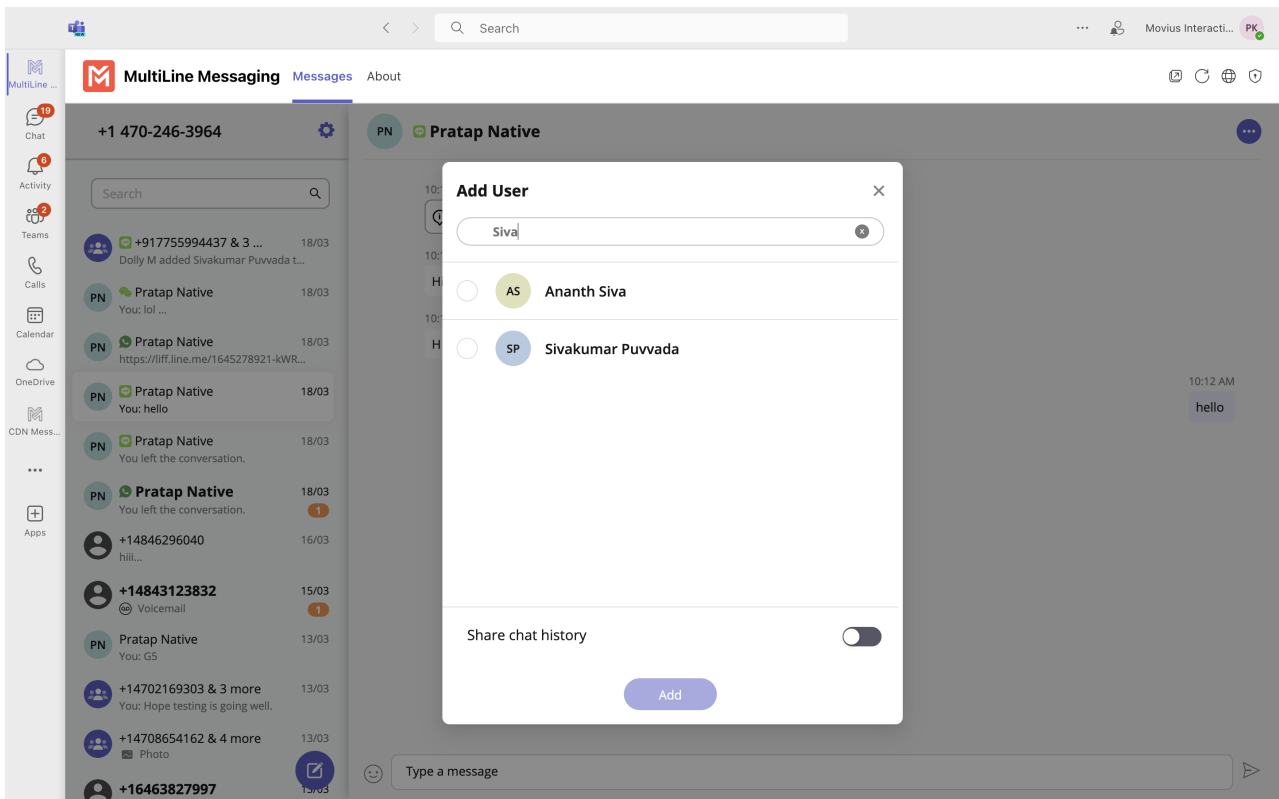 NEW
Search
Movius Interacti...
PK
MultiLine ...
19
Chat
6
Activity
2
Teams
Calls
Calendar
OneDrive
CDN Mess...
Apps
MultiLine Messaging
Messages
About
+1 470-246-3964
Search
+917755994437 & 3 ...
18/03
Dolly M added Sivakumar Puvvada t...
PN
Pratap Native
18/03
You: lol ...
PN
Pratap Native
18/03
https://liff.line.me/1645278921-kWR...
PN
Pratap Native
18/03
You: hello
PN
Pratap Native
18/03
You left the conversation.
PN
Pratap Native
18/03
You left the conversation.
1
+14846296040
16/03
hiii...
+14843123832
15/03
Voicemail
1
PN
Pratap Native
13/03
You: G5
+14702169303 & 3 more
13/03
You: Hope testing is going well.
+14708654162 & 4 more
13/03
Photo
+16463827997
13/03
PN
Pratap Native
10:12 AM
hello
Type a message
Add User
Siva
AS
Ananth Siva
SP
Sivakumar Puvvada
Share chat history
Add